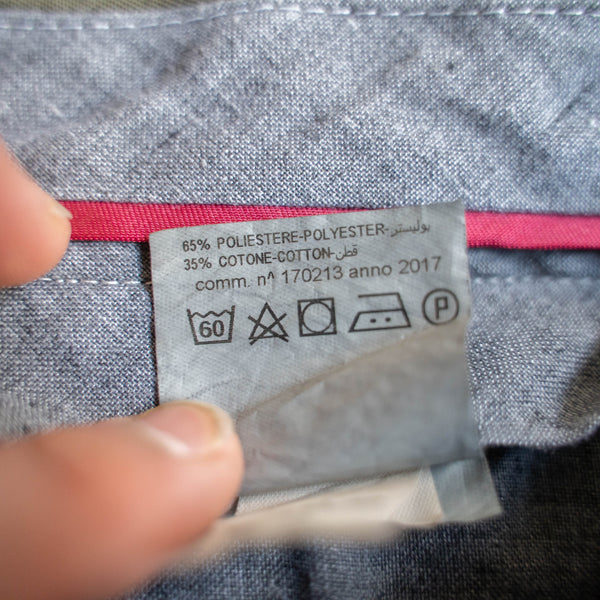 65% POLIESTERE-POLYESTER-بوليستر
35% COTONE-COTTON-قطن
comm. n^ 170213 anno 2017
60 P